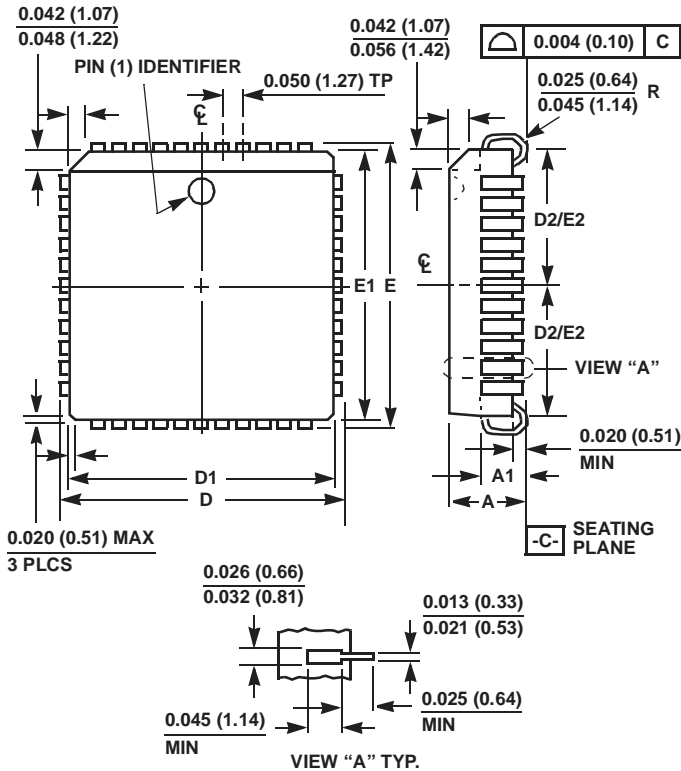 0.042 (1.07)
0.048 (1.22)
PIN (1) IDENTIFIER
0.050 (1.27) TP
CL
0.042 (1.07)
0.056 (1.42)
⌓ 0.004 (0.10) C
0.025 (0.64)
0.045 (1.14)
R
D2/E2
CL
E1 E
D2/E2
VIEW “A”
0.020 (0.51)
MIN
D1
D
A1
A
0.020 (0.51) MAX
3 PLCS
-C- SEATING
PLANE
0.026 (0.66)
0.032 (0.81)
0.013 (0.33)
0.021 (0.53)
0.045 (1.14)
MIN
0.025 (0.64)
MIN
VIEW “A” TYP.